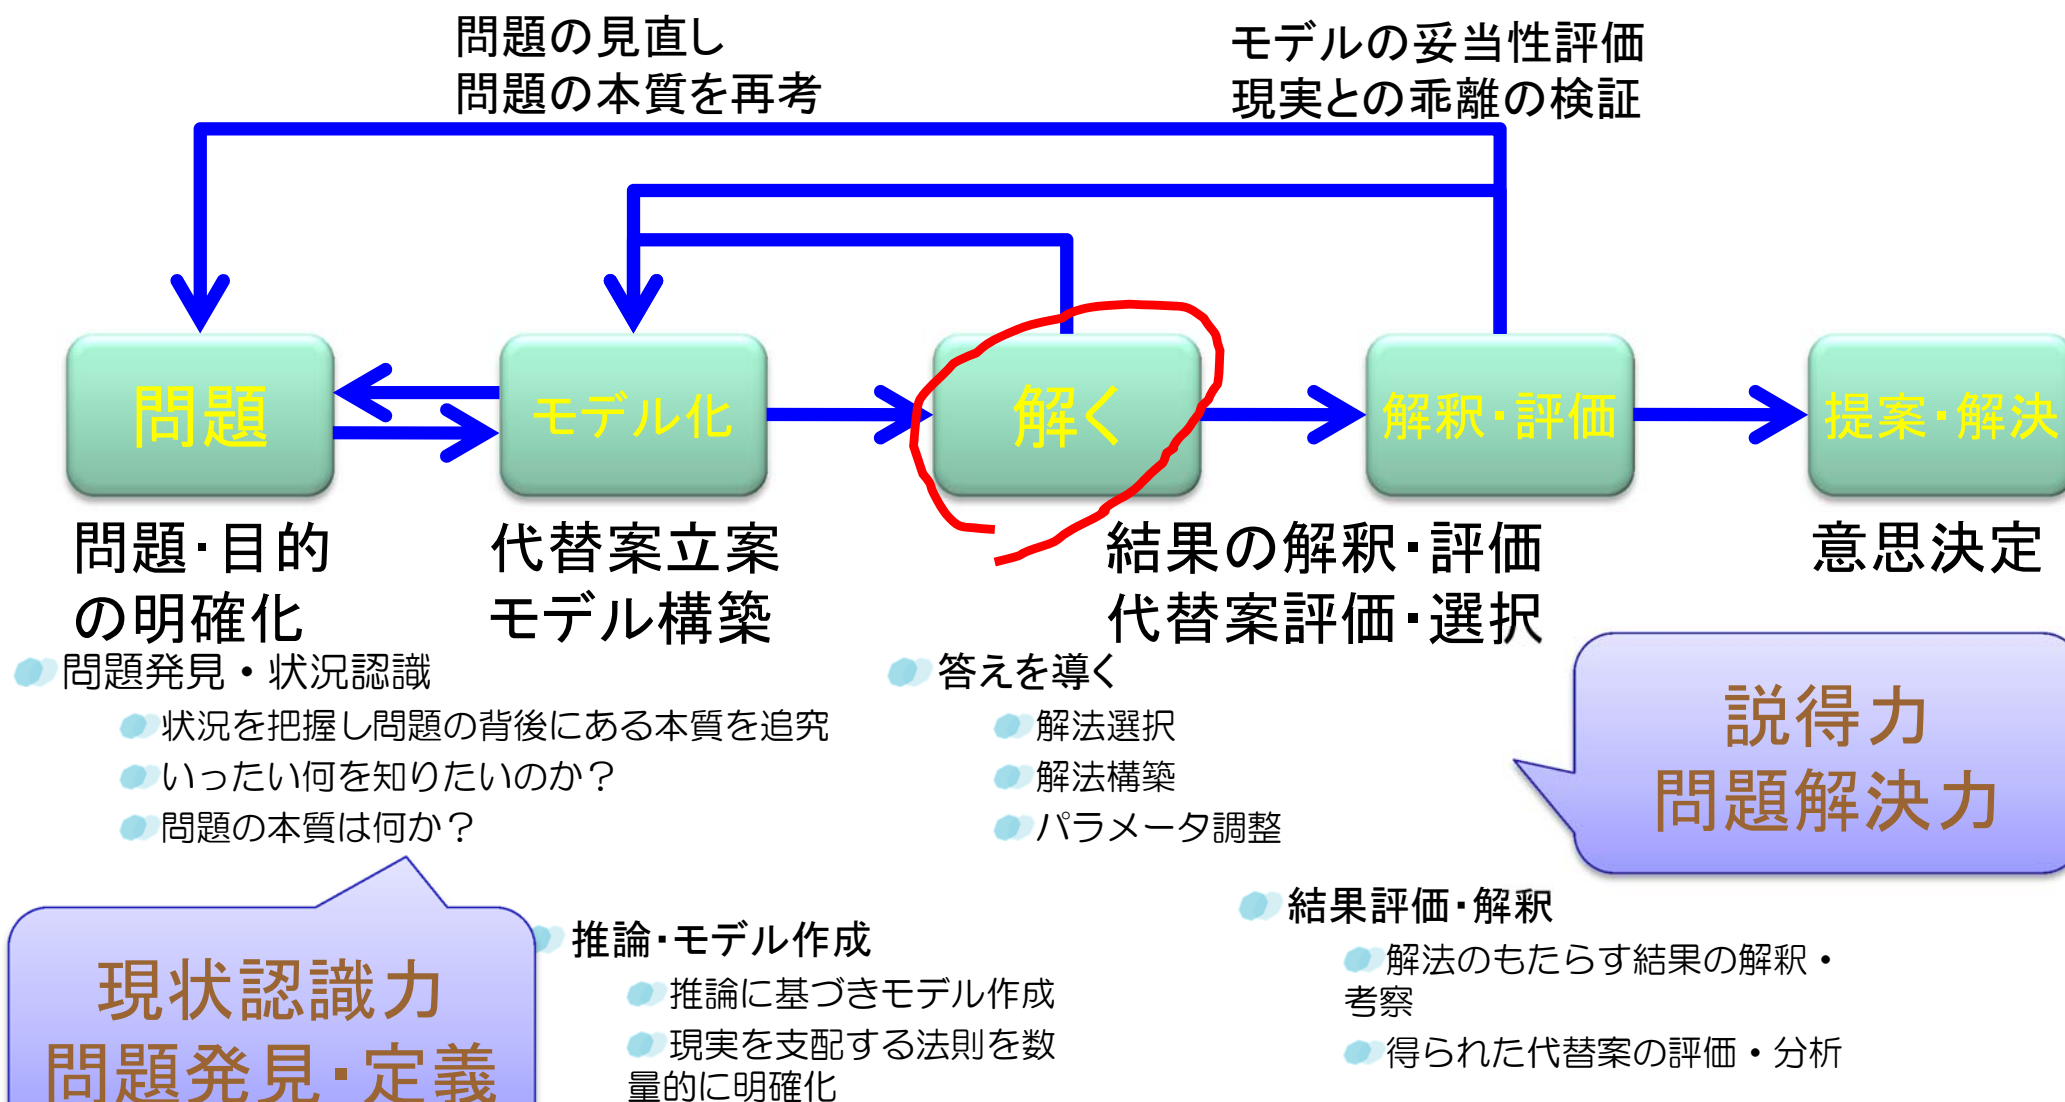 問題の見直し
問題の本質を再考
モデルの妥当性評価
現実との乖離の検証
問題
モデル化
解く
解釈・評価
提案・解決
問題・目的
の明確化
代替案立案
モデル構築
結果の解釈・評価
代替案評価・選択
意思決定
問題発見・状況認識
状況を把握し問題の背後にある本質を追究
いったい何を知りたいのか?
問題の本質は何か?
答えを導く
解法選択
解法構築
パラメータ調整
説得力
問題解決力
現状認識力
問題発見・定義
推論・モデル作成
推論に基づきモデル作成
現実を支配する法則を数
量的に明確化
結果評価・解釈
解法のもたらす結果の解釈・
考察
得られた代替案の評価・分析